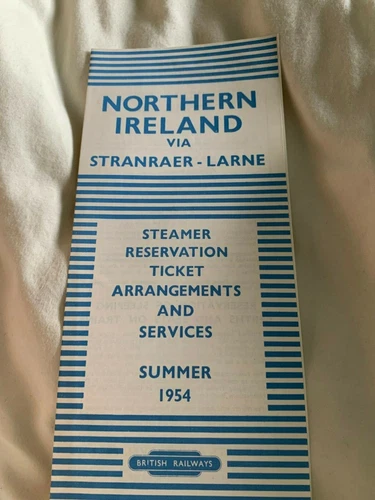 NORTHERN
IRELAND
VIA
STRANRAER - LARNE
STEAMER
RESERVATION
TICKET
ARRANGEMENTS
AND
SERVICES
SUMMER
1954
BRITISH RAILWAYS